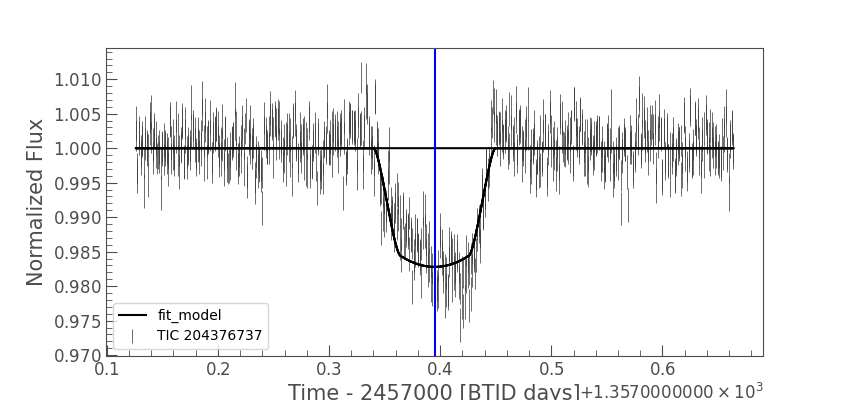 Normalized Flux
1.010
1.005
1.000
0.995
0.990
0.985
0.980
0.975
0.970
fit_model
TIC 204376737
0.1 0.2 0.3 0.4 0.5 0.6
Time - 2457000 [BTJD days] +1.3570000000 × 10³